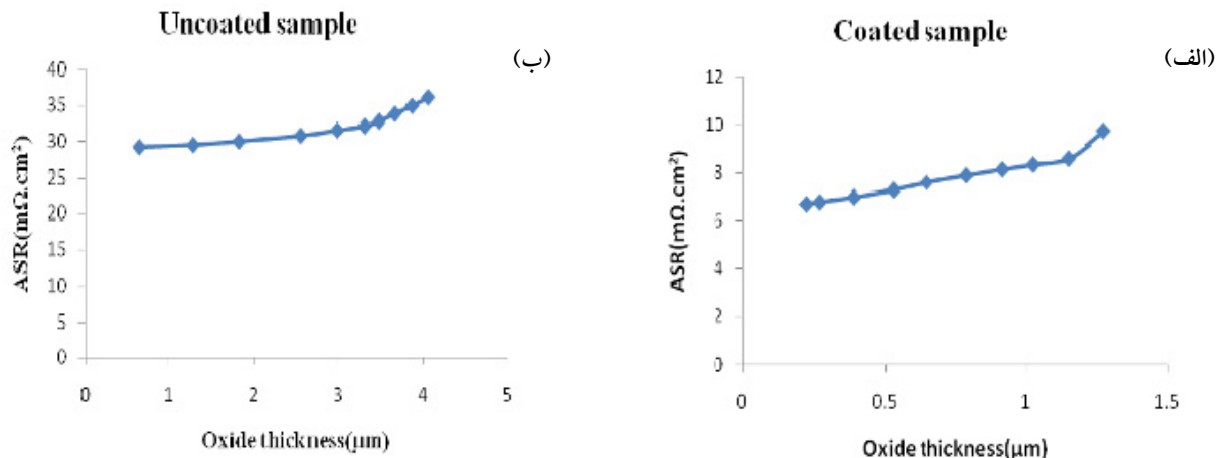 Uncoated sample
(ب)
40
35
30
25
20
15
10
5
0
ASR(mΩ.cm²)
0 1 2 3 4 5
Oxide thickness(µm)
Coated sample
(الف)
12
10
8
6
4
2
0
ASR(mΩ.cm²)
0 0.5 1 1.5
Oxide thickness(µm)